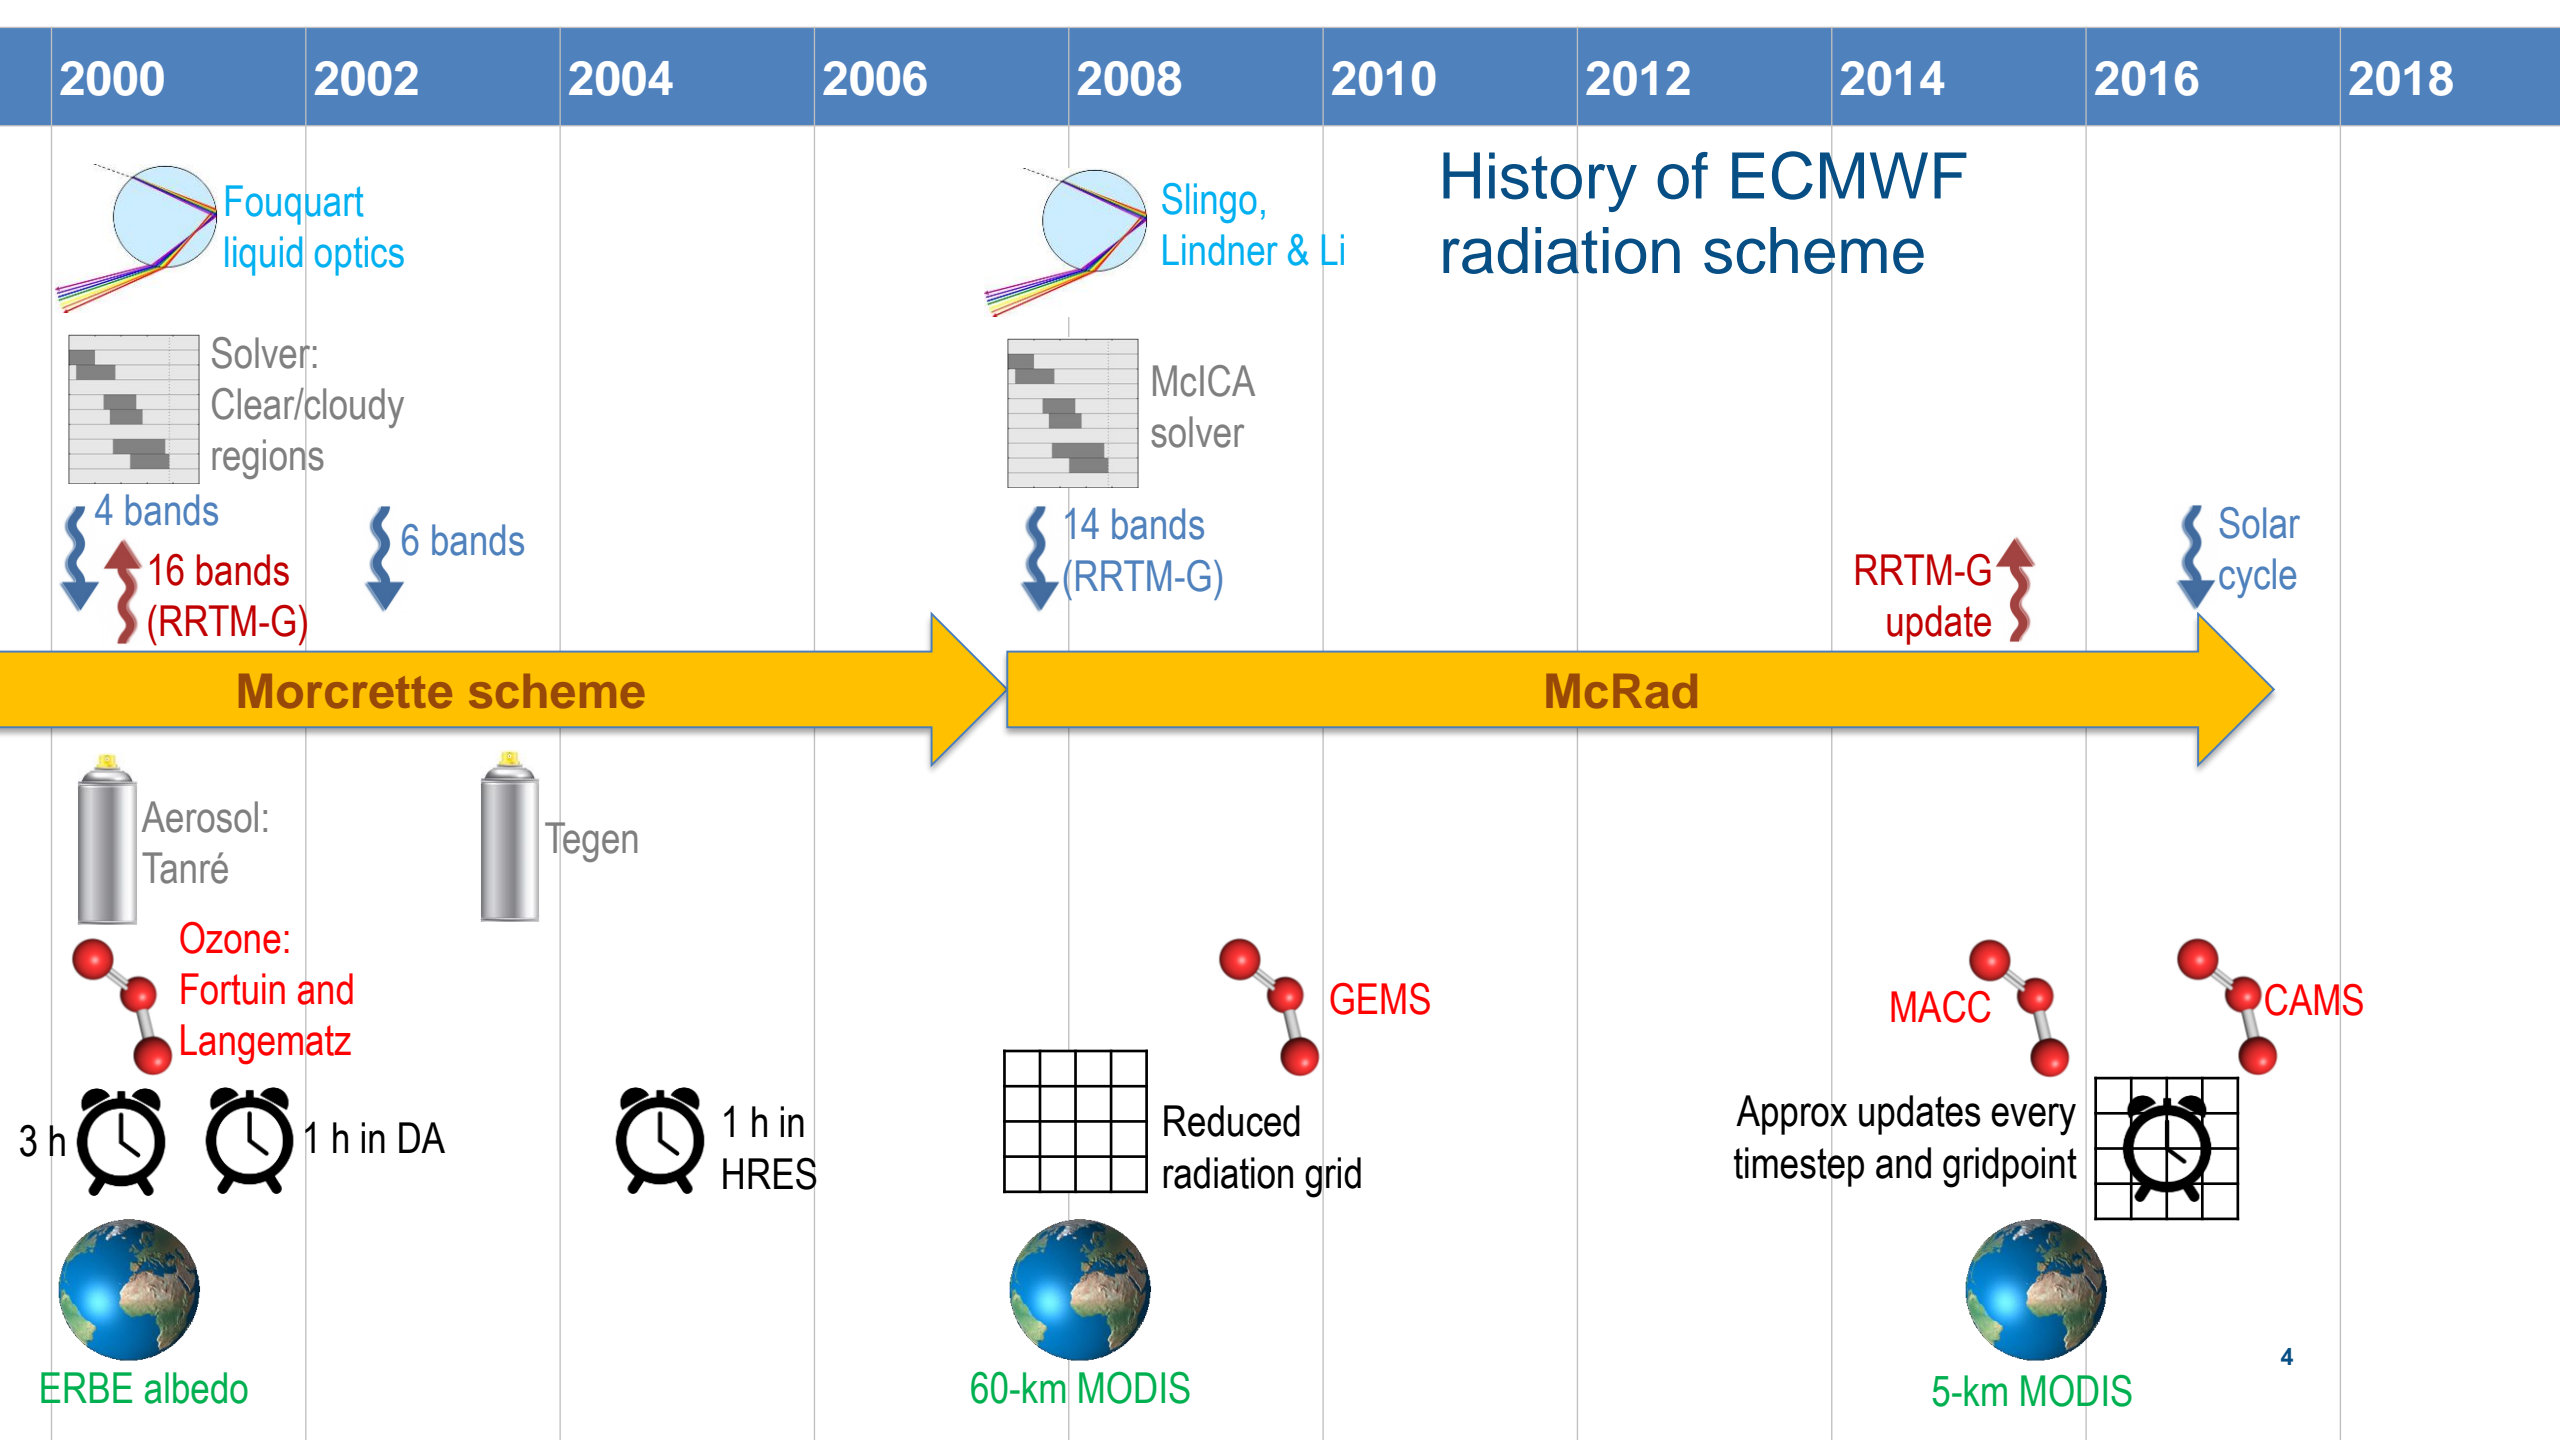 2000 2002 2004 2006 2008 2010 2012 2014 2016 2018
History of ECMWF
radiation scheme
Fouquart
liquid optics
Slingo,
Lindner & Li
Solver:
Clear/cloudy
regions
McICA
solver
4 bands
16 bands
(RRTM-G)
6 bands
14 bands
(RRTM-G)
RRTM-G
update
Solar
cycle
Morcrette scheme
McRad
Aerosol:
Tanré
Tegen
Ozone:
Fortuin and
Langematz
GEMS
MACC
CAMS
3 h
1 h in DA
1 h in
HRES
Reduced
radiation grid
Approx updates every
timestep and gridpoint
ERBE albedo
60-km MODIS
5-km MODIS
4